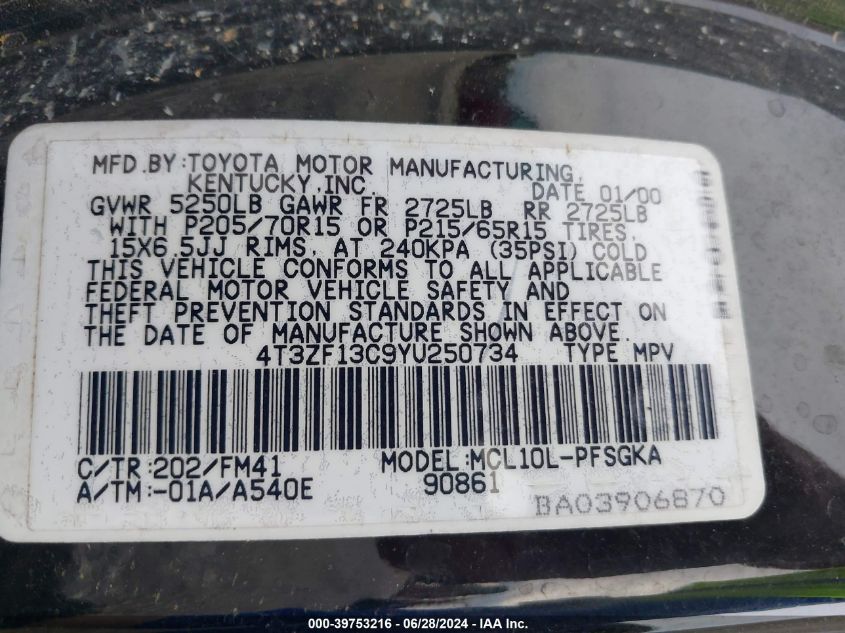 MFD.BY:TOYOTA MOTOR MANUFACTURING,
KENTUCKY,INC. DATE 01/00
GVWR 5250LB GAWR FR 2725LB RR 2725LB
WITH P205/70R15 OR P215/65R15 TIRES,
15X6.5JJ RIMS, AT 240KPA (35PSI) COLD
THIS VEHICLE CONFORMS TO ALL APPLICABLE
FEDERAL MOTOR VEHICLE SAFETY AND
THEFT PREVENTION STANDARDS IN EFFECT ON
THE DATE OF MANUFACTURE SHOWN ABOVE.
4T3ZF13C9YU250734 TYPE MPV
C/TR:202/FM41 MODEL:MCL10L-PFSGKA
A/TM:-01A/A540E 90861
BA03906870
000-39753216 - 06/28/2024 - IAA Inc.